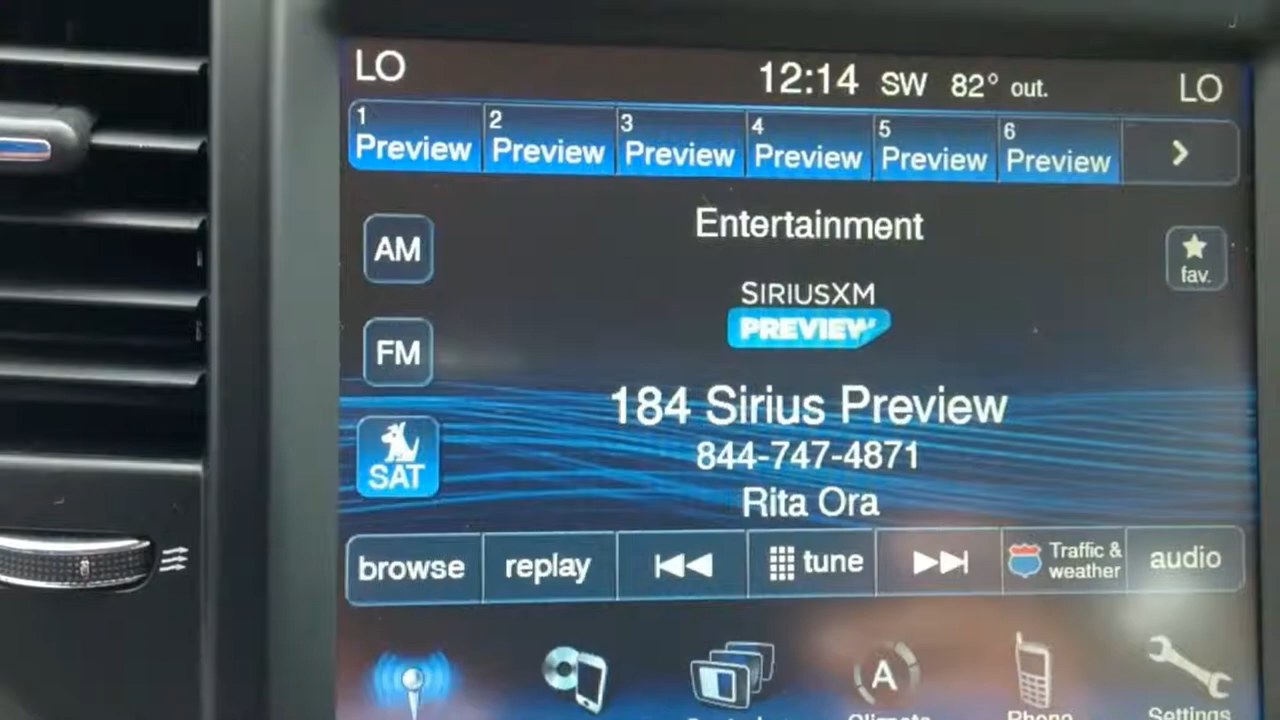 LO 12:14 SW 82° out. LO
1 Preview 2 Preview 3 Preview 4 Preview 5 Preview 6 Preview >
Entertainment
AM
fav.
SIRIUSXM
PREVIEW
FM
184 Sirius Preview
844-747-4871
SAT
Rita Ora
browse replay tune Traffic & weather audio
A
Phone Settings